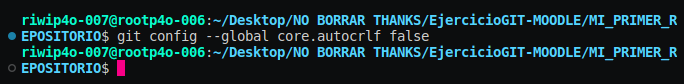 riwip4o-007@rootp4o-006:~/Desktop/NO BORRAR THANKS/EjercicioGIT-MOODLE/MI_PRIMER_R
EPOSITORIO$ git config --global core.autocrlf false
riwip4o-007@rootp4o-006:~/Desktop/NO BORRAR THANKS/EjercicioGIT-MOODLE/MI_PRIMER_R
EPOSITORIO$